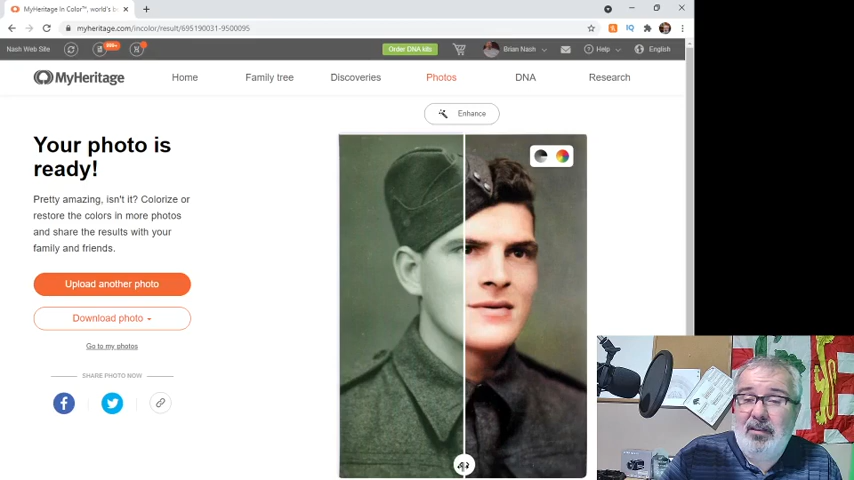 MyHeritage In Color™, world's b
myheritage.com/incolor/result/695190031-9500095
Nash Web Site
Order DNA kits
Brian Nash
Help
English
MyHeritage
Home
Family tree
Discoveries
Photos
DNA
Research
Enhance
Your photo is
ready!
Pretty amazing, isn't it? Colorize or
restore the colors in more photos
and share the results with your
family and friends.
Upload another photo
Download photo
Go to my photos
SHARE PHOTO NOW